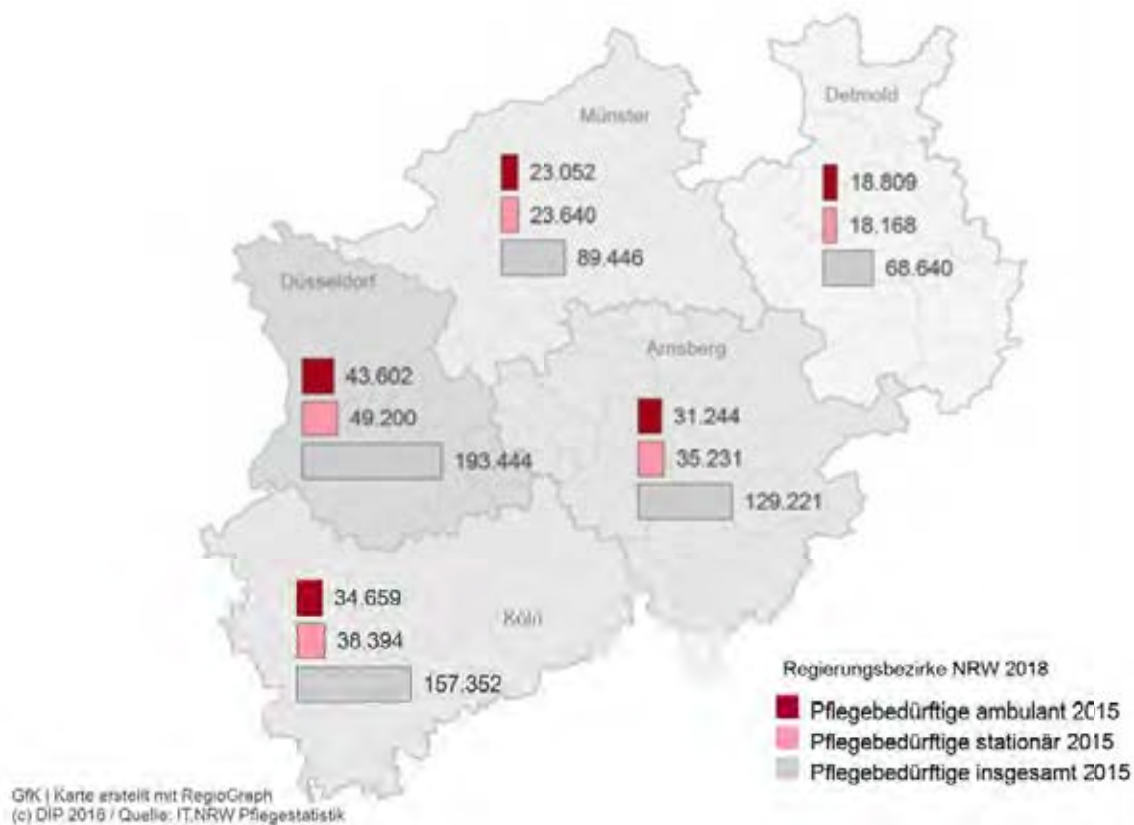 Münster
23.052
23.640
89.446
Detmold
18.809
18.168
68.640
Düsseldorf
43.602
49.200
193.444
Arnsberg
31.244
35.231
129.221
Köln
34.659
38.394
157.352
Regierungsbezirke NRW 2018
Pflegebedürftige ambulant 2015
Pflegebedürftige stationär 2015
Pflegebedürftige insgesamt 2015
GfK | Karte erstellt mit RegioGraph
(c) DIP 2018 / Quelle: IT.NRW Pflegestatistik